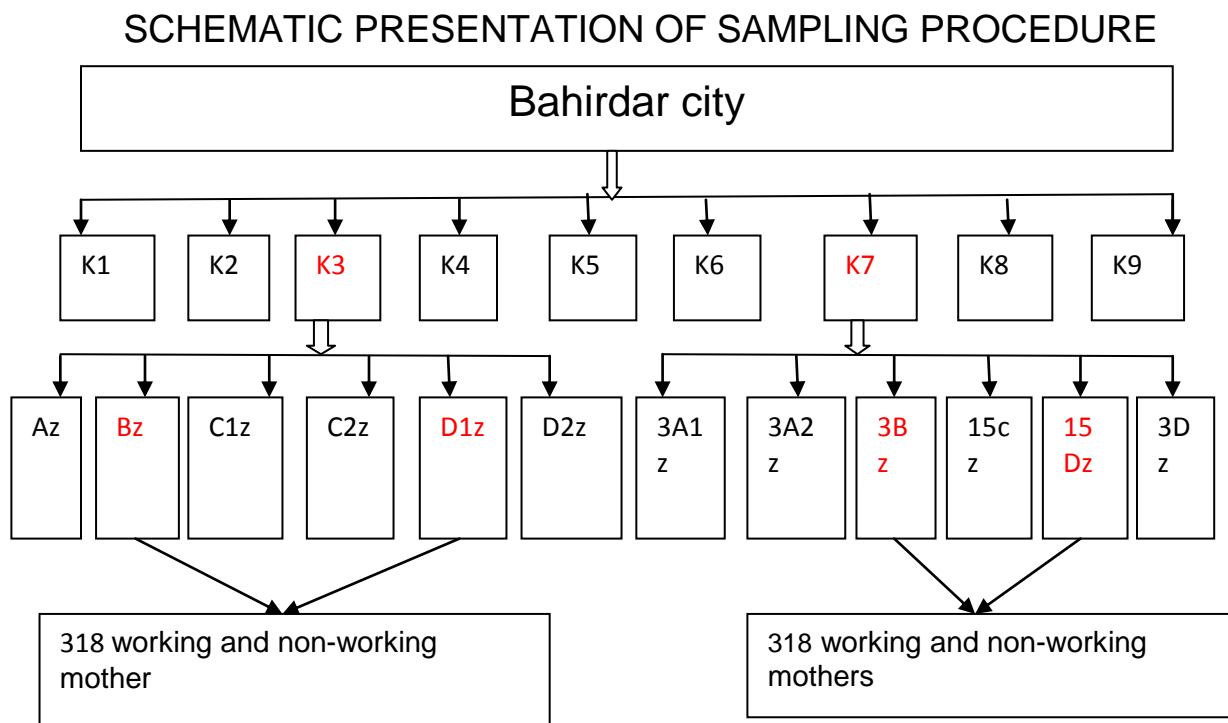 SCHEMATIC PRESENTATION OF SAMPLING PROCEDURE
Bahirdar city
K1
K2
K3
K4
K5
K6
K7
K8
K9
Az
Bz
C1z
C2z
D1z
D2z
3A1
z
3A2
z
3B
z
15c
z
15
Dz
3D
z
318 working and non-working
mother
318 working and non-working
mothers